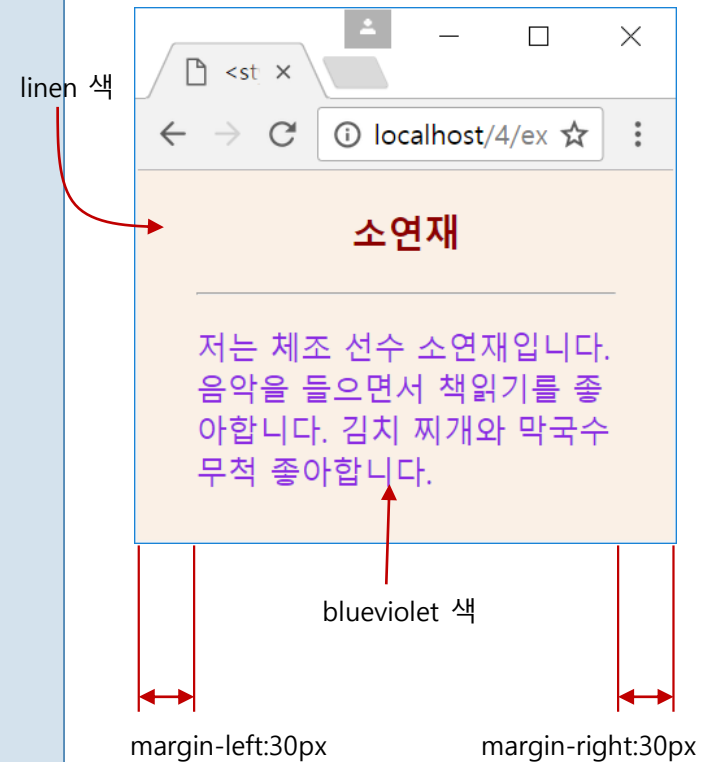 <st
localhost/4/ex
linen 색
소연재
저는 체조 선수 소연재입니다.
음악을 들으면서 책읽기를 좋
아합니다. 김치 찌개와 막국수
무척 좋아합니다.
blueviolet 색
margin-left:30px
margin-right:30px